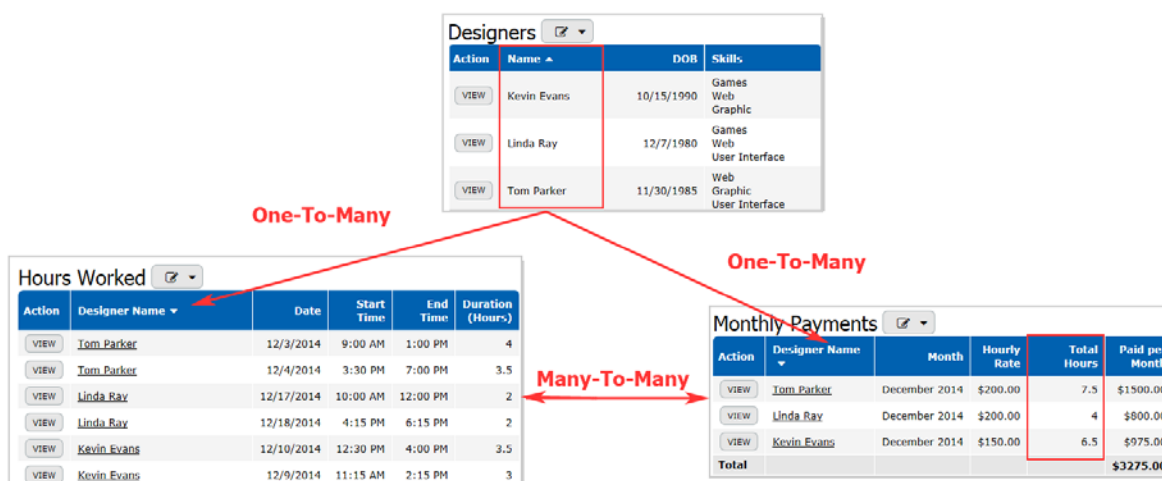 Designers
Action Name DOB Skills
VIEW Kevin Evans 10/15/1990 Games
Web
Graphic
VIEW Linda Ray 12/7/1980 Games
Web
User Interface
VIEW Tom Parker 11/30/1985 Web
Graphic
User Interface
One-To-Many
One-To-Many
Hours Worked
Action Designer Name Date Start Time End Time Duration (Hours)
VIEW Tom Parker 12/3/2014 9:00 AM 1:00 PM 4
VIEW Tom Parker 12/4/2014 3:30 PM 7:00 PM 3.5
VIEW Linda Ray 12/17/2014 10:00 AM 12:00 PM 2
VIEW Linda Ray 12/18/2014 4:15 PM 6:15 PM 2
VIEW Kevin Evans 12/10/2014 12:30 PM 4:00 PM 3.5
VIEW Kevin Evans 12/9/2014 11:15 AM 2:15 PM 3
Many-To-Many
Monthly Payments
Action Designer Name Month Hourly Rate Total Hours Paid per Month
VIEW Tom Parker December 2014 $200.00 7.5 $1500.00
VIEW Linda Ray December 2014 $200.00 4 $800.00
VIEW Kevin Evans December 2014 $150.00 6.5 $975.00
Total $3275.00